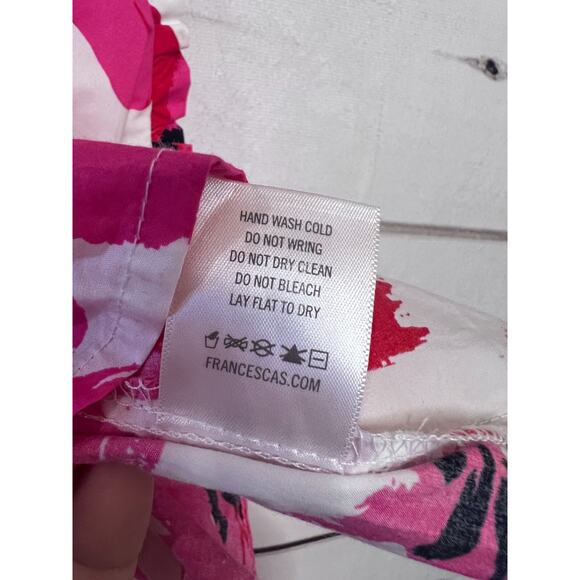 HAND WASH COLD
DO NOT WRING
DO NOT DRY CLEAN
DO NOT BLEACH
LAY FLAT TO DRY
FRANCESCAS.COM